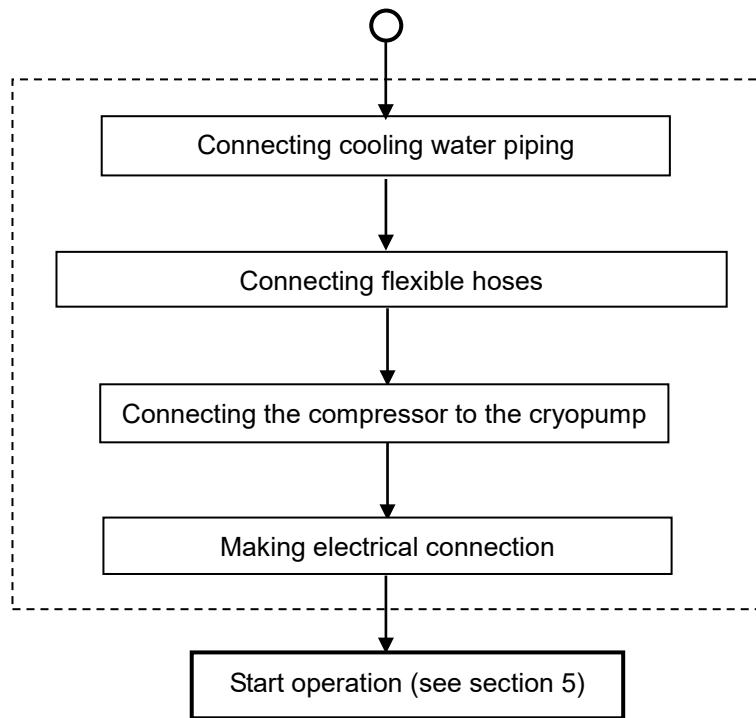 Connecting cooling water piping
Connecting flexible hoses
Connecting the compressor to the cryopump
Making electrical connection
Start operation (see section 5)